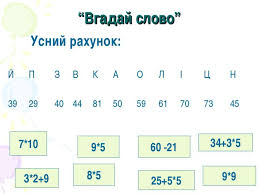 “Вгадай слово”
Усний рахунок:
Й П З В К А О Л І Ц Н
39 29 40 44 81 50 59 61 70 73 45
7*10 9*5 60 -21 34+3*5
3*2+9 8*5 25+5*5 9*9